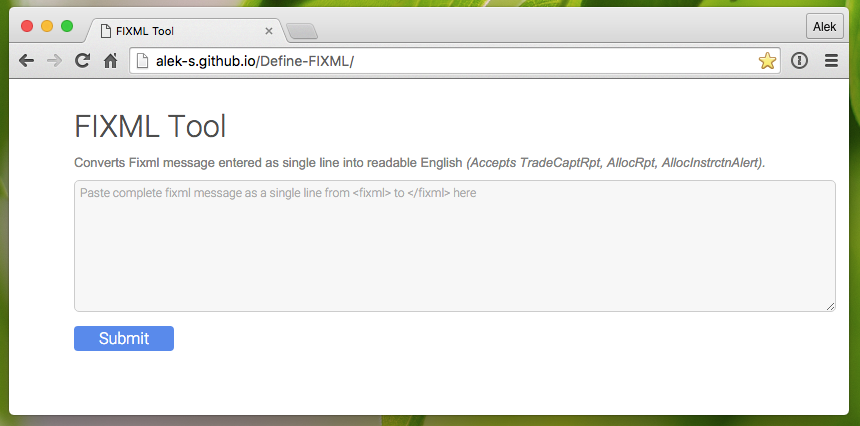 FIXML Tool
Alek
alek-s.github.io/Define-FIXML/
FIXML Tool
Converts Fixml message entered as single line into readable English (Accepts TradeCaptRpt, AllocRpt, AllocInstrctnAlert).
Paste complete fixml message as a single line from <fixml> to </fixml> here
Submit